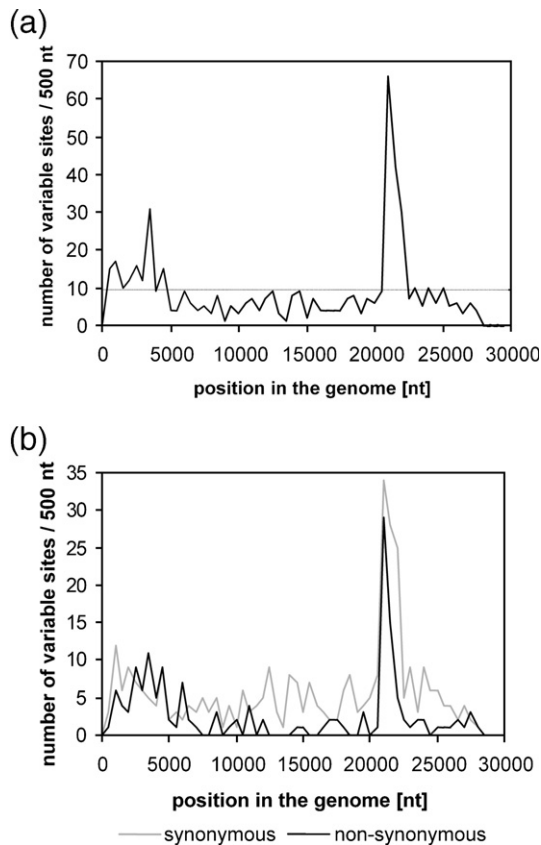 (a)
number of variable sites / 500 nt
70
60
50
40
30
20
10
0
0 5000 10000 15000 20000 25000 30000
position in the genome [nt]
(b)
number of variable sites / 500 nt
35
30
25
20
15
10
5
0
0 5000 10000 15000 20000 25000 30000
position in the genome [nt]
synonymous non-synonymous